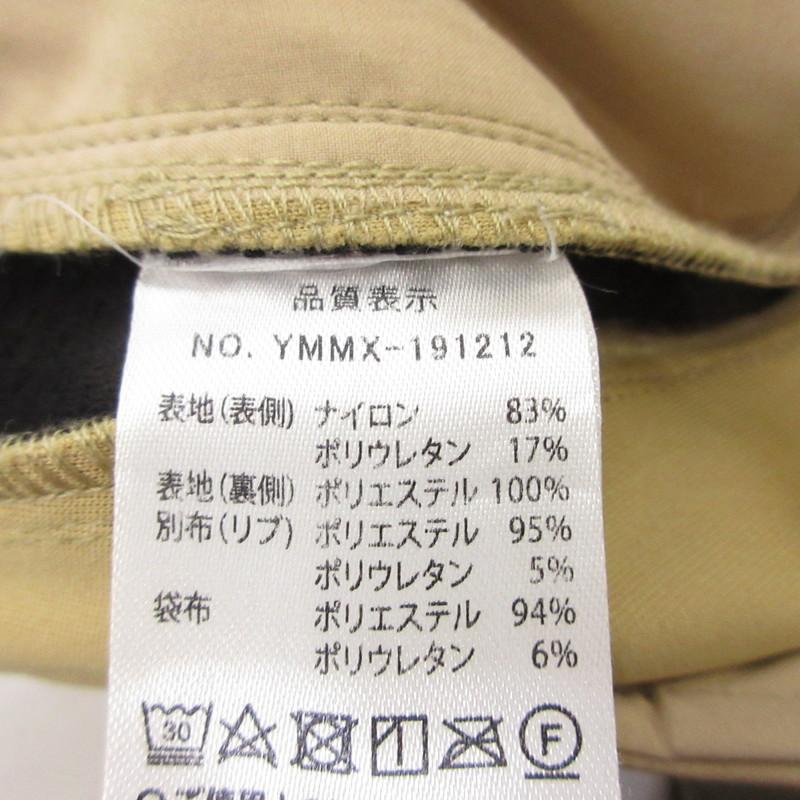 品質表示
NO. YMMX-191212
表地(表側) ナイロン 83%
ポリウレタン 17%
表地(裏側) ポリエステル 100%
別布(リブ) ポリエステル 95%
ポリウレタン 5%
袋布 ポリエステル 94%
ポリウレタン 6%
30 F